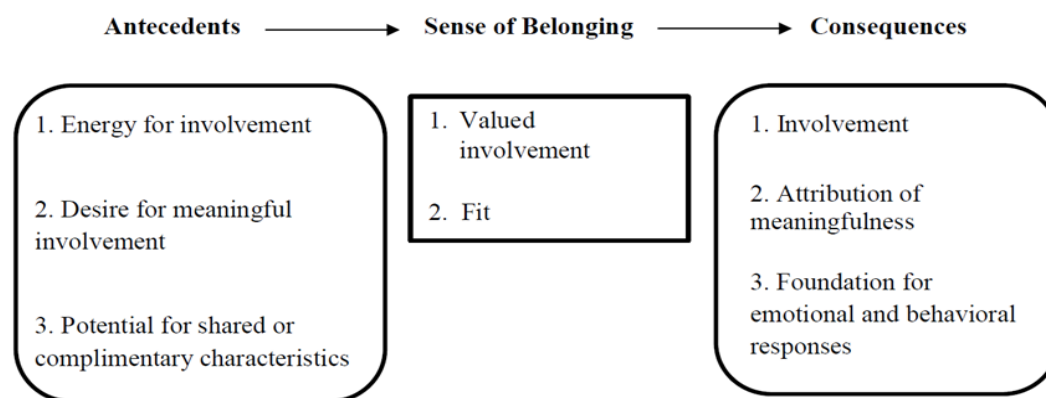 Antecedents
Sense of Belonging
Consequences
1. Energy for involvement
2. Desire for meaningful
involvement
3. Potential for shared or
complimentary characteristics
1. Valued
involvement
2. Fit
1. Involvement
2. Attribution of
meaningfulness
3. Foundation for
emotional and behavioral
responses